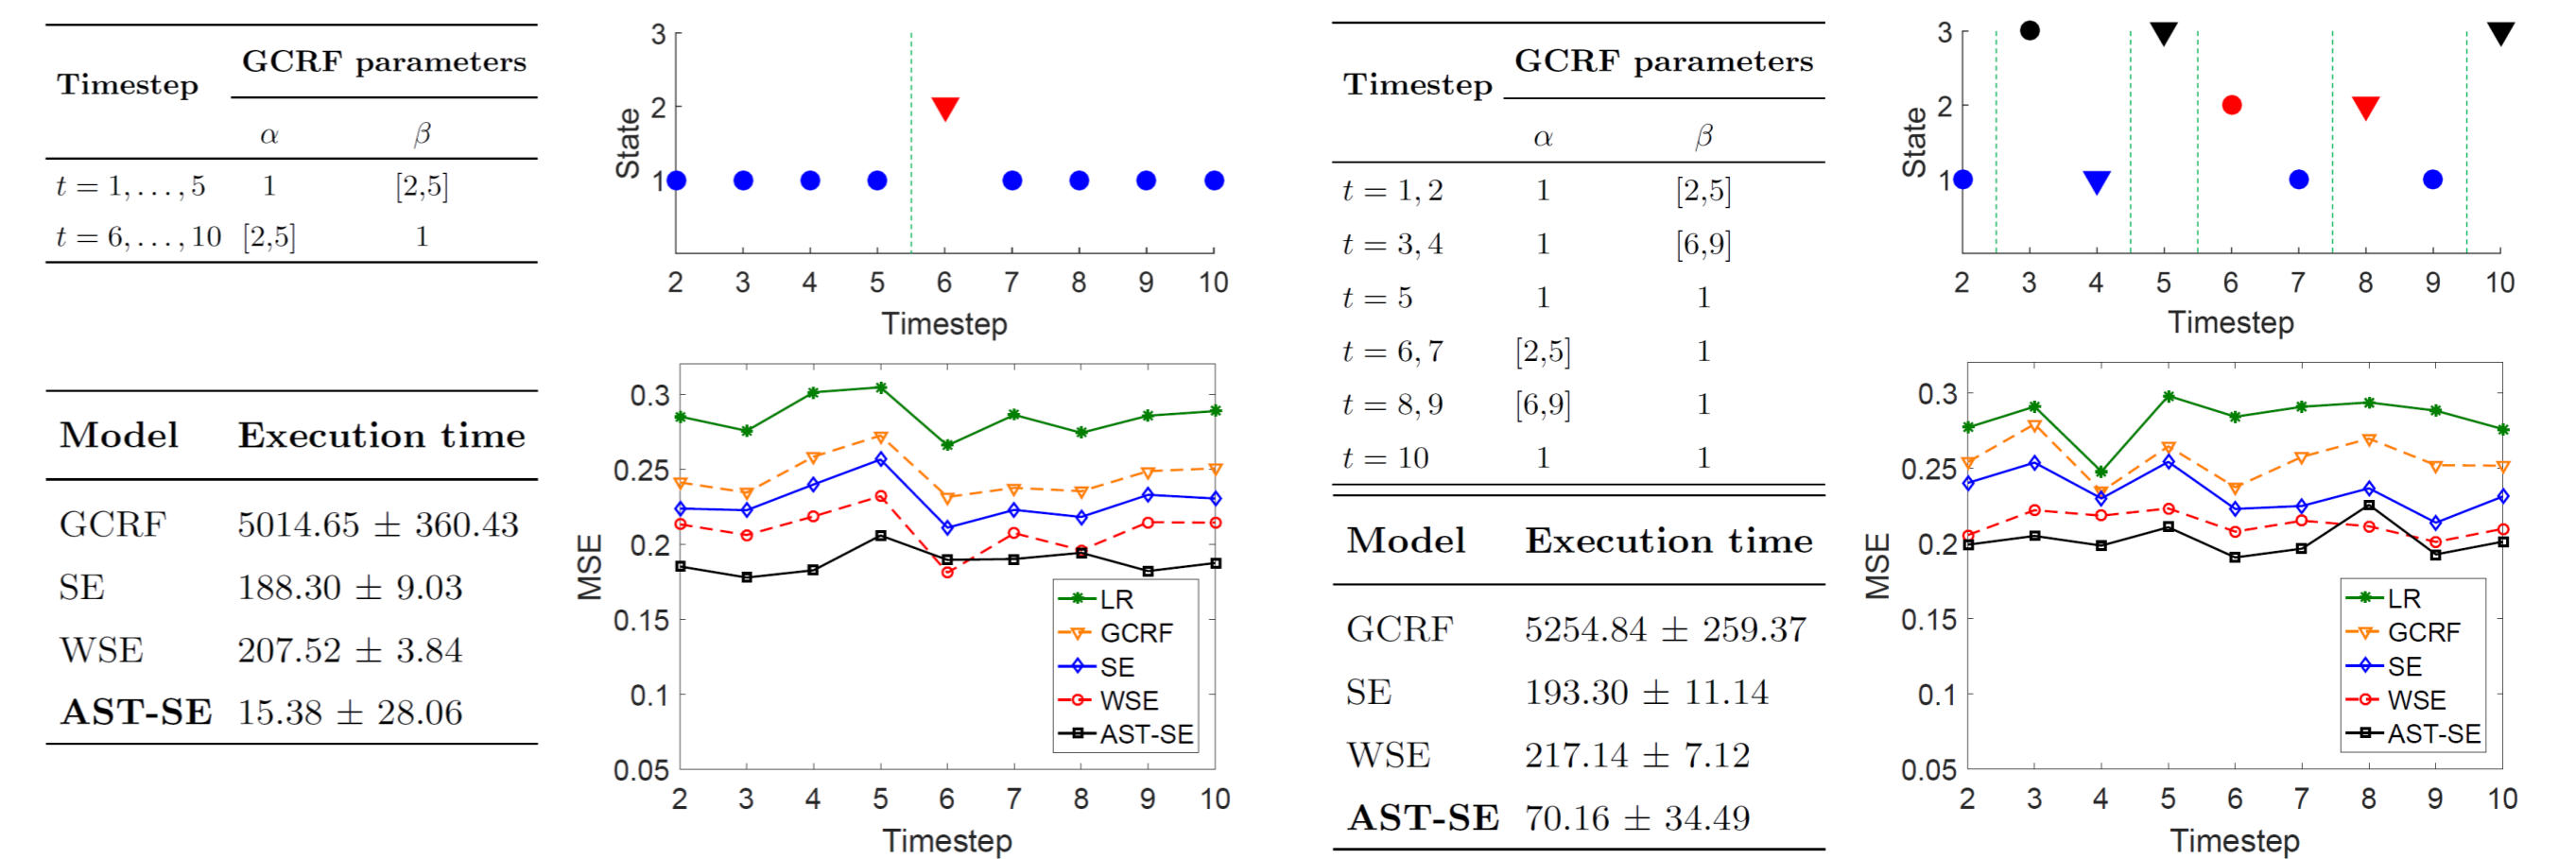 Timestep
GCRF parameters
α β
t = 1, . . . , 5 1 [2,5]
t = 6, . . . , 10 [2,5] 1
Model Execution time
GCRF 5014.65 ± 360.43
SE 188.30 ± 9.03
WSE 207.52 ± 3.84
AST-SE 15.38 ± 28.06
State
3
2
1
2 3 4 5 6 7 8 9 10
Timestep
MSE
0.3
0.25
0.2
0.15
0.1
0.05
LR
GCRF
SE
WSE
AST-SE
2 3 4 5 6 7 8 9 10
Timestep
Timestep
GCRF parameters
α β
t = 1, 2 1 [2,5]
t = 3, 4 1 [6,9]
t = 5 1 1
t = 6, 7 [2,5] 1
t = 8, 9 [6,9] 1
t = 10 1 1
Model Execution time
GCRF 5254.84 ± 259.37
SE 193.30 ± 11.14
WSE 217.14 ± 7.12
AST-SE 70.16 ± 34.49
State
3
2
1
2 3 4 5 6 7 8 9 10
Timestep
MSE
0.3
0.25
0.2
0.15
0.1
0.05
LR
GCRF
SE
WSE
AST-SE
2 3 4 5 6 7 8 9 10
Timestep